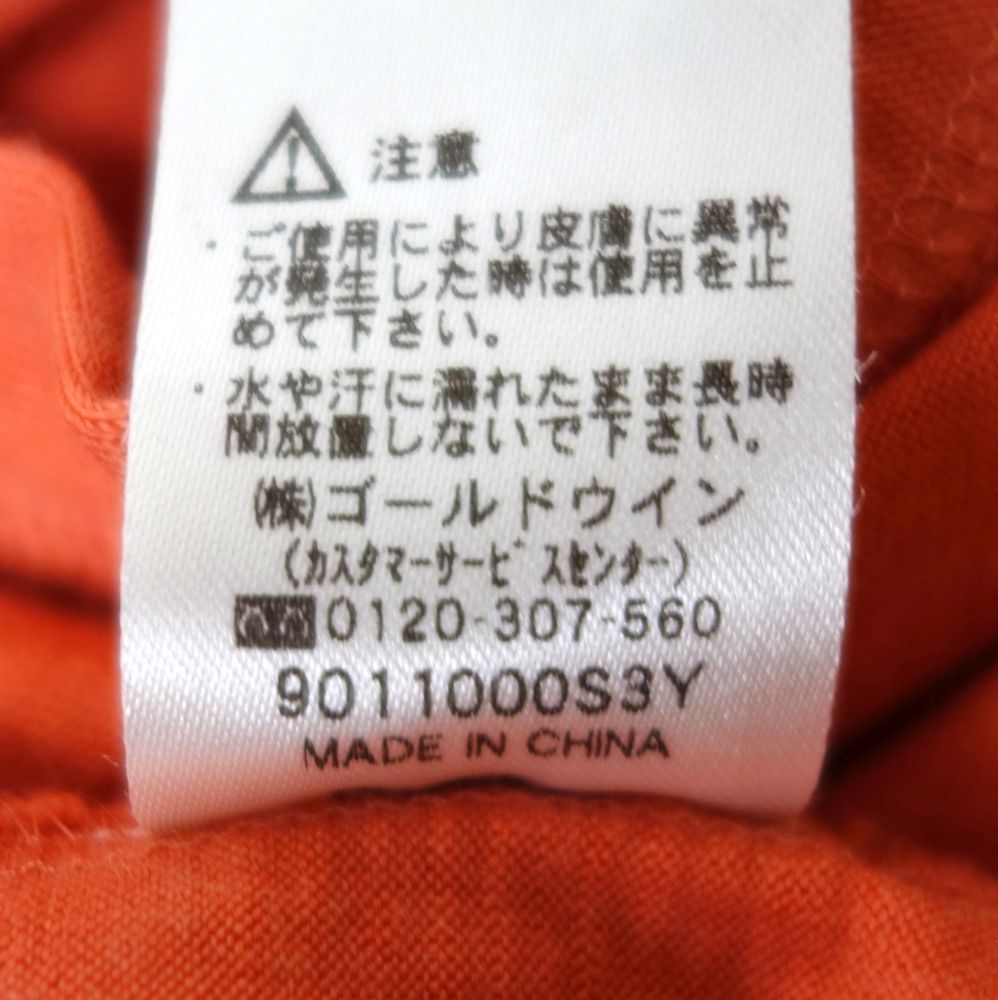 注意
・ご使用により皮膚に異常
が発生した時は使用を止
めて下さい。
・水や汗に濡れたまま長時
間放置しないで下さい。
㈱ゴールドウイン
(カスタマーサービスセンター)
0120-307-560
9011000S3Y
MADE IN CHINA